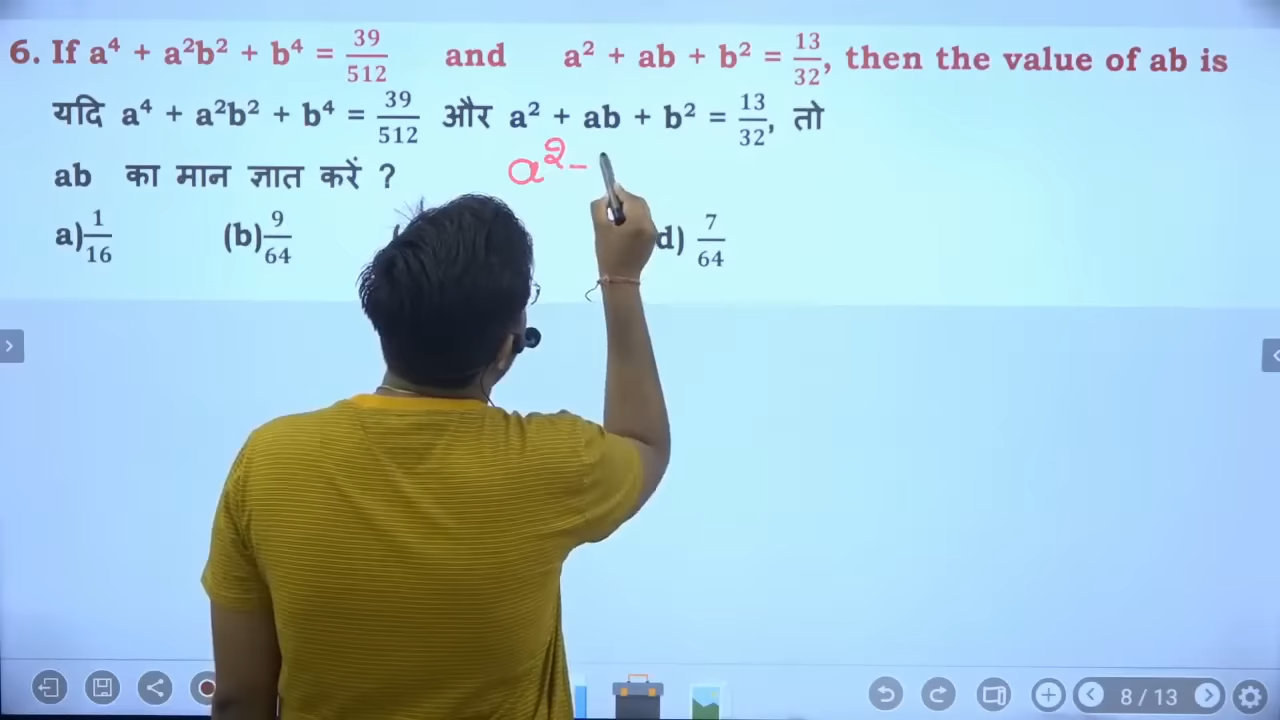 6. If a⁴ + a²b² + b⁴ = 39/512 and a² + ab + b² = 13/32, then the value of ab is
यदि a⁴ + a²b² + b⁴ = 39/512 और a² + ab + b² = 13/32, तो
a² -
ab का मान ज्ञात करें ?
a) 1/16 (b) 9/64 ( d) 7/64
8 / 13